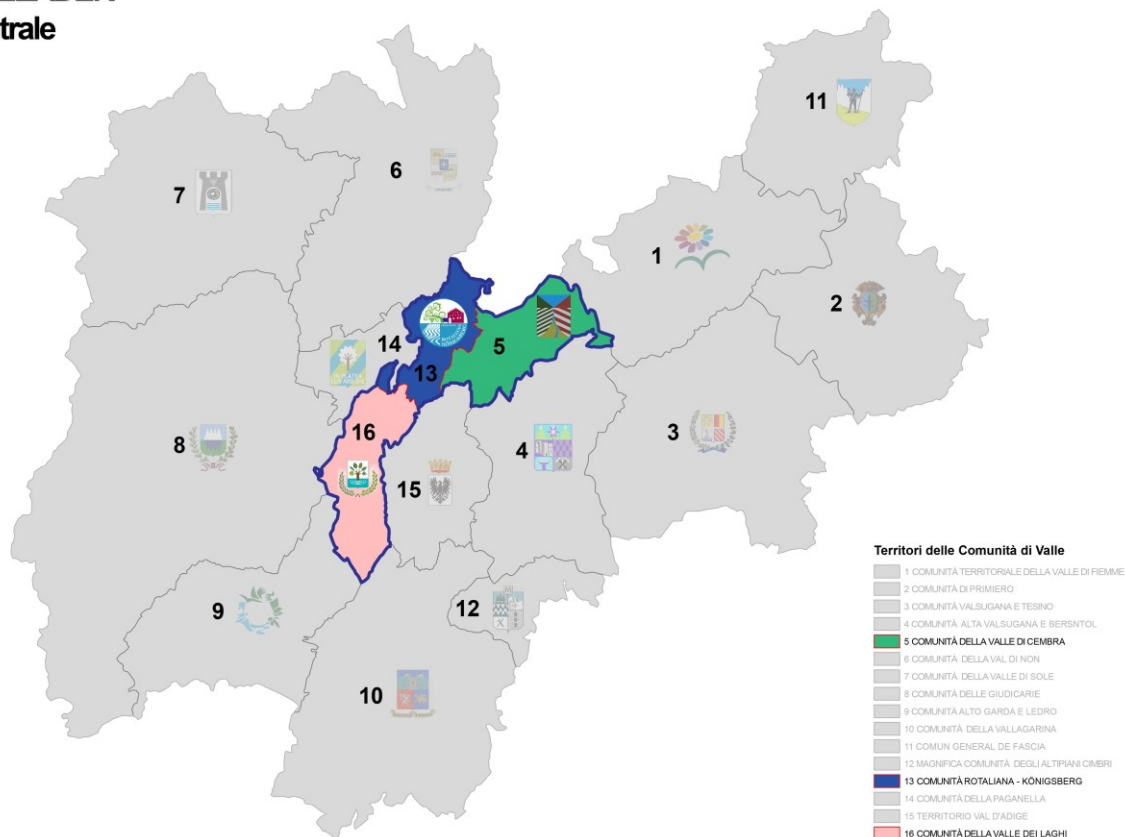 trale
11
6
7
1
2
14
5
13
16
8
3
4
15
9
12
10
Territori delle Comunità di Valle
1 COMUNITÀ TERRITORIALE DELLA VALLE DI FIEMME
2 COMUNITÀ DI PRIMIERO
3 COMUNITÀ VALSUGANA E TESINO
4 COMUNITÀ ALTA VALSUGANA E BERSNTOL
5 COMUNITÀ DELLA VALLE DI CEMBRA
6 COMUNITÀ DELLA VAL DI NON
7 COMUNITÀ DELLA VALLE DI SOLE
8 COMUNITÀ DELLE GIUDICARIE
9 COMUNITÀ ALTO GARDA E LEDRO
10 COMUNITÀ DELLA VALLAGARINA
11 COMUN GENERAL DE FASCIA
12 MAGNIFICA COMUNITÀ DEGLI ALTIPIANI CIMBRI
13 COMUNITÀ ROTALIANA - KÖNIGSBERG
14 COMUNITÀ DELLA PAGANELLA
15 TERRITORIO VAL D'ADIGE
16 COMUNITÀ DELLA VALLE DEI LAGHI